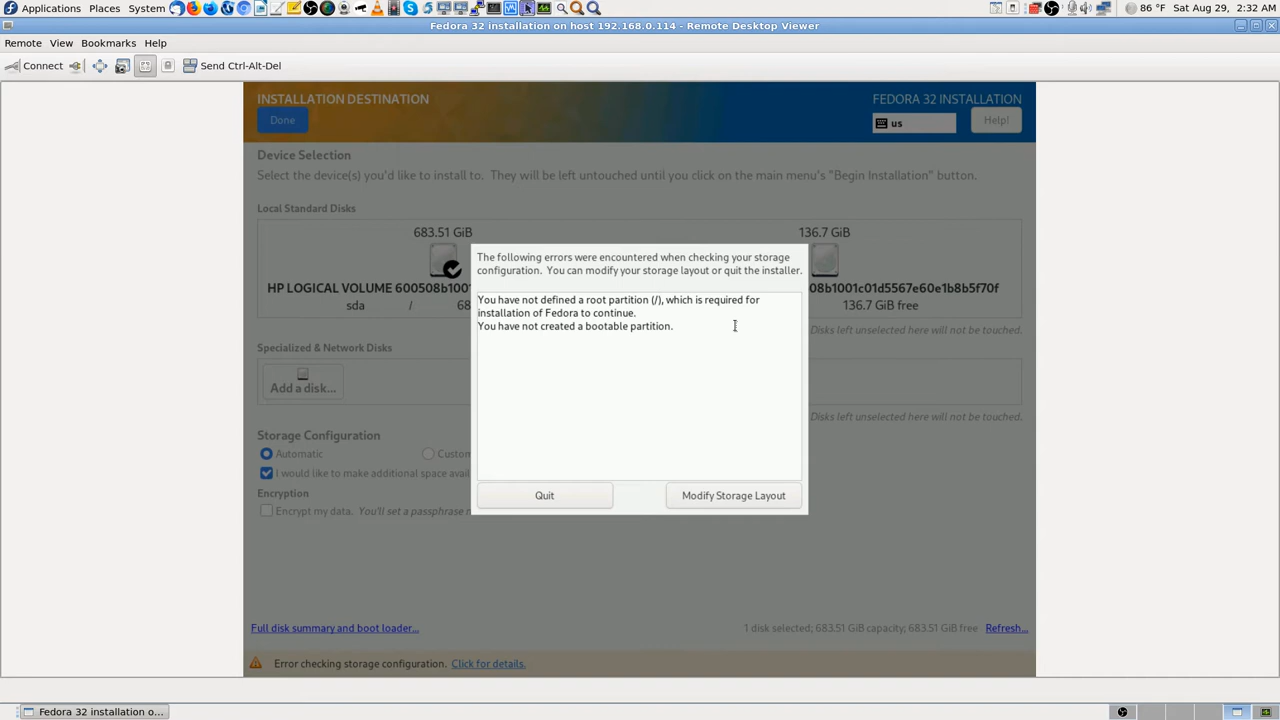 Applications Places System 86 °F Sat Aug 29, 2:32 AM
Fedora 32 installation on host 192.168.0.114 - Remote Desktop Viewer
Remote View Bookmarks Help
Connect Send Ctrl-Alt-Del
INSTALLATION DESTINATION FEDORA 32 INSTALLATION
Done us Help!
Device Selection
Select the device(s) you'd like to install to. They will be left untouched until you click on the main menu's "Begin Installation" button.
Local Standard Disks
683.51 GiB 136.7 GiB
The following errors were encountered when checking your storage
configuration. You can modify your storage layout or quit the installer.
HP LOGICAL VOLUME 600508b1 08b1001c01d5567e60e1b8b5f70f
sda / 68 136.7 GiB free
You have not defined a root partition (/), which is required for
installation of Fedora to continue.
You have not created a bootable partition.
Disks left unselected here will not be touched.
Specialized & Network Disks
Add a disk...
Disks left unselected here will not be touched.
Storage Configuration
Automatic Custom
I would like to make additional space avail
Encryption
Encrypt my data. You'll set a passphrase n
Quit Modify Storage Layout
Full disk summary and boot loader... 1 disk selected; 683.51 GiB capacity; 683.51 GiB free Refresh...
Error checking storage configuration. Click for details.
Fedora 32 installation o...